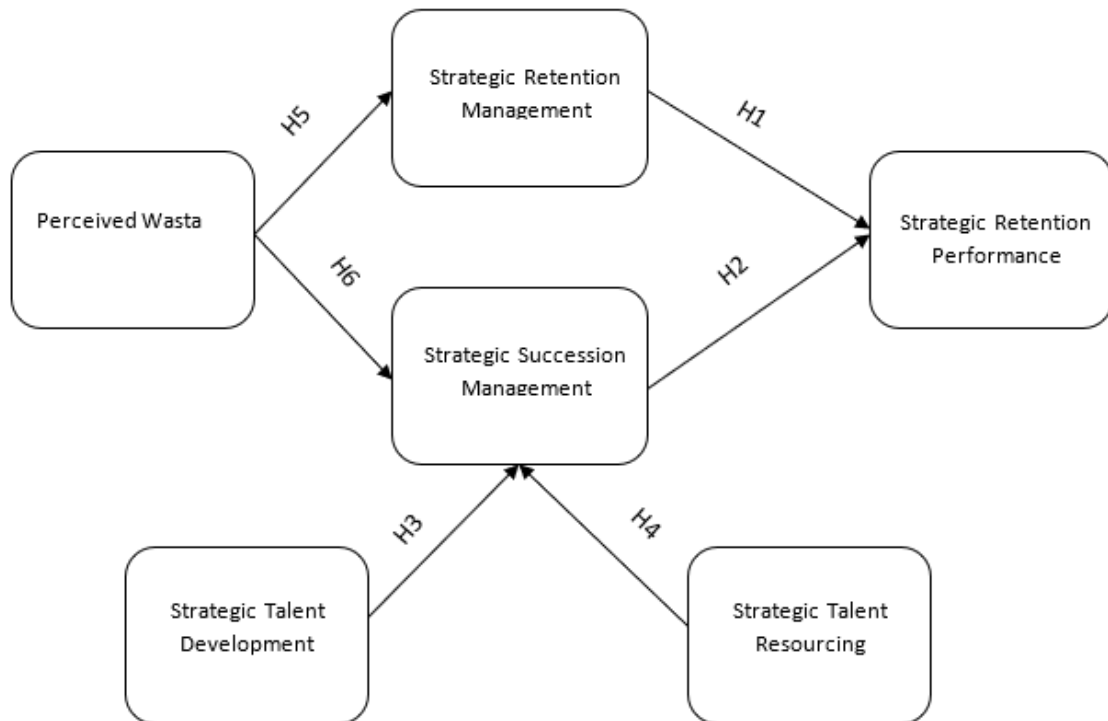 Strategic Retention
Management
H5
H1
Perceived Wasta
Strategic Retention
Performance
H6
H2
Strategic Succession
Management
H3
H4
Strategic Talent
Development
Strategic Talent
Resourcing